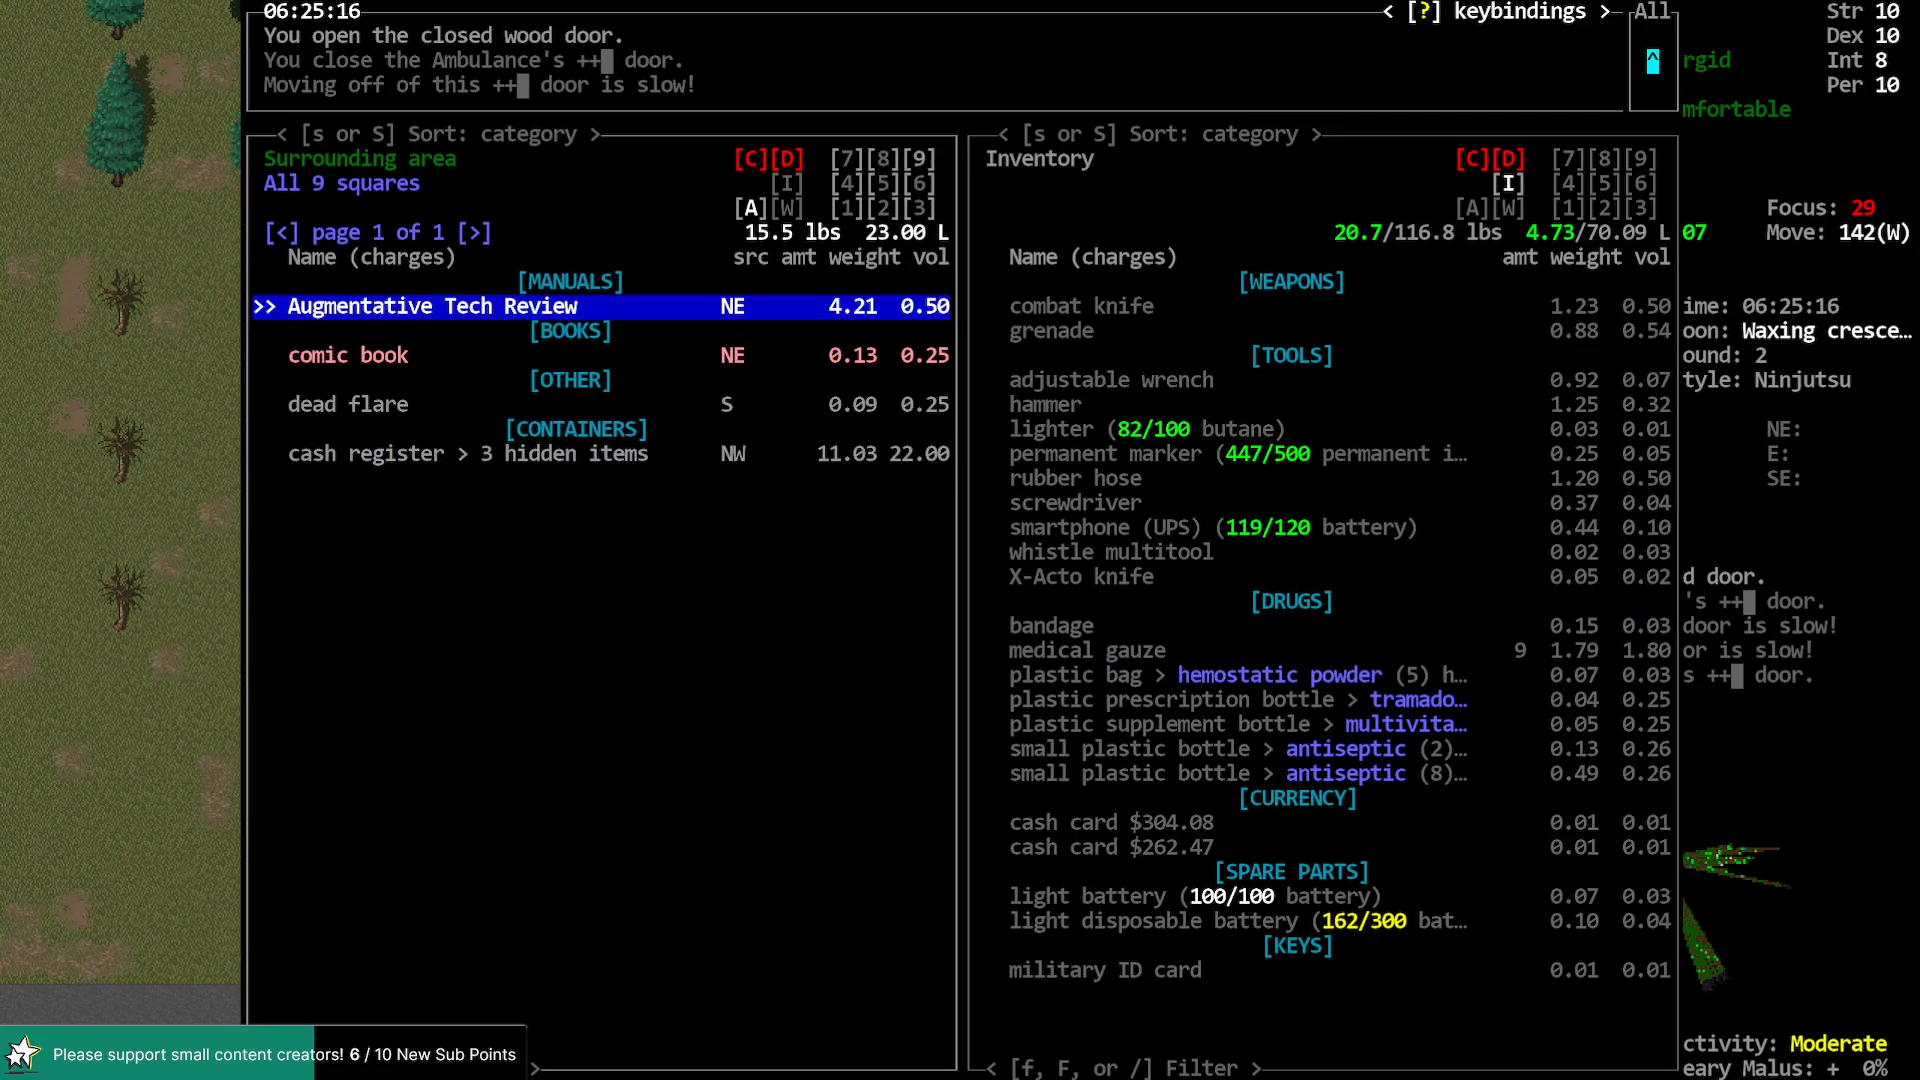 06:25:16
< [?] keybindings >
You open the closed wood door.
You close the Ambulance's ++ door.
Moving off of this ++ door is slow!
All
^
Str 10
Dex 10
Int 8
Per 10
rgid
mfortable
< [s or S] Sort: category >
Surrounding area
All 9 squares
[C][D] [7][8][9]
[I] [4][5][6]
[A][W] [1][2][3]
[<] page 1 of 1 [>]
15.5 lbs 23.00 L
Name (charges) src amt weight vol
[MANUALS]
>> Augmentative Tech Review NE 4.21 0.50
[BOOKS]
comic book NE 0.13 0.25
[OTHER]
dead flare S 0.09 0.25
[CONTAINERS]
cash register > 3 hidden items NW 11.03 22.00
>
< [s or S] Sort: category >
Inventory
[C][D] [7][8][9]
[I] [4][5][6]
[A][W] [1][2][3]
20.7/116.8 lbs 4.73/70.09 L
Name (charges) amt weight vol
[WEAPONS]
combat knife 1.23 0.50
grenade 0.88 0.54
[TOOLS]
adjustable wrench 0.92 0.07
hammer 1.25 0.32
lighter (82/100 butane) 0.03 0.01
permanent marker (447/500 permanent i… 0.25 0.05
rubber hose 1.20 0.50
screwdriver 0.37 0.04
smartphone (UPS) (119/120 battery) 0.44 0.10
whistle multitool 0.02 0.03
X-Acto knife 0.05 0.02
[DRUGS]
bandage 0.15 0.03
medical gauze 9 1.79 1.80
plastic bag > hemostatic powder (5) h… 0.07 0.03
plastic prescription bottle > tramado… 0.04 0.25
plastic supplement bottle > multivita… 0.05 0.25
small plastic bottle > antiseptic (2)… 0.13 0.26
small plastic bottle > antiseptic (8)… 0.49 0.26
[CURRENCY]
cash card $304.08 0.01 0.01
cash card $262.47 0.01 0.01
[SPARE PARTS]
light battery (100/100 battery) 0.07 0.03
light disposable battery (162/300 bat… 0.10 0.04
[KEYS]
military ID card 0.01 0.01
< [f, F, or /] Filter >
Focus: 29
07 Move: 142(W)
ime: 06:25:16
oon: Waxing cresce…
ound: 2
tyle: Ninjutsu
NE:
E:
SE:
d door.
's ++ door.
door is slow!
or is slow!
s ++ door.
ctivity: Moderate
eary Malus: + 0%
Please support small content creators! 6 / 10 New Sub Points